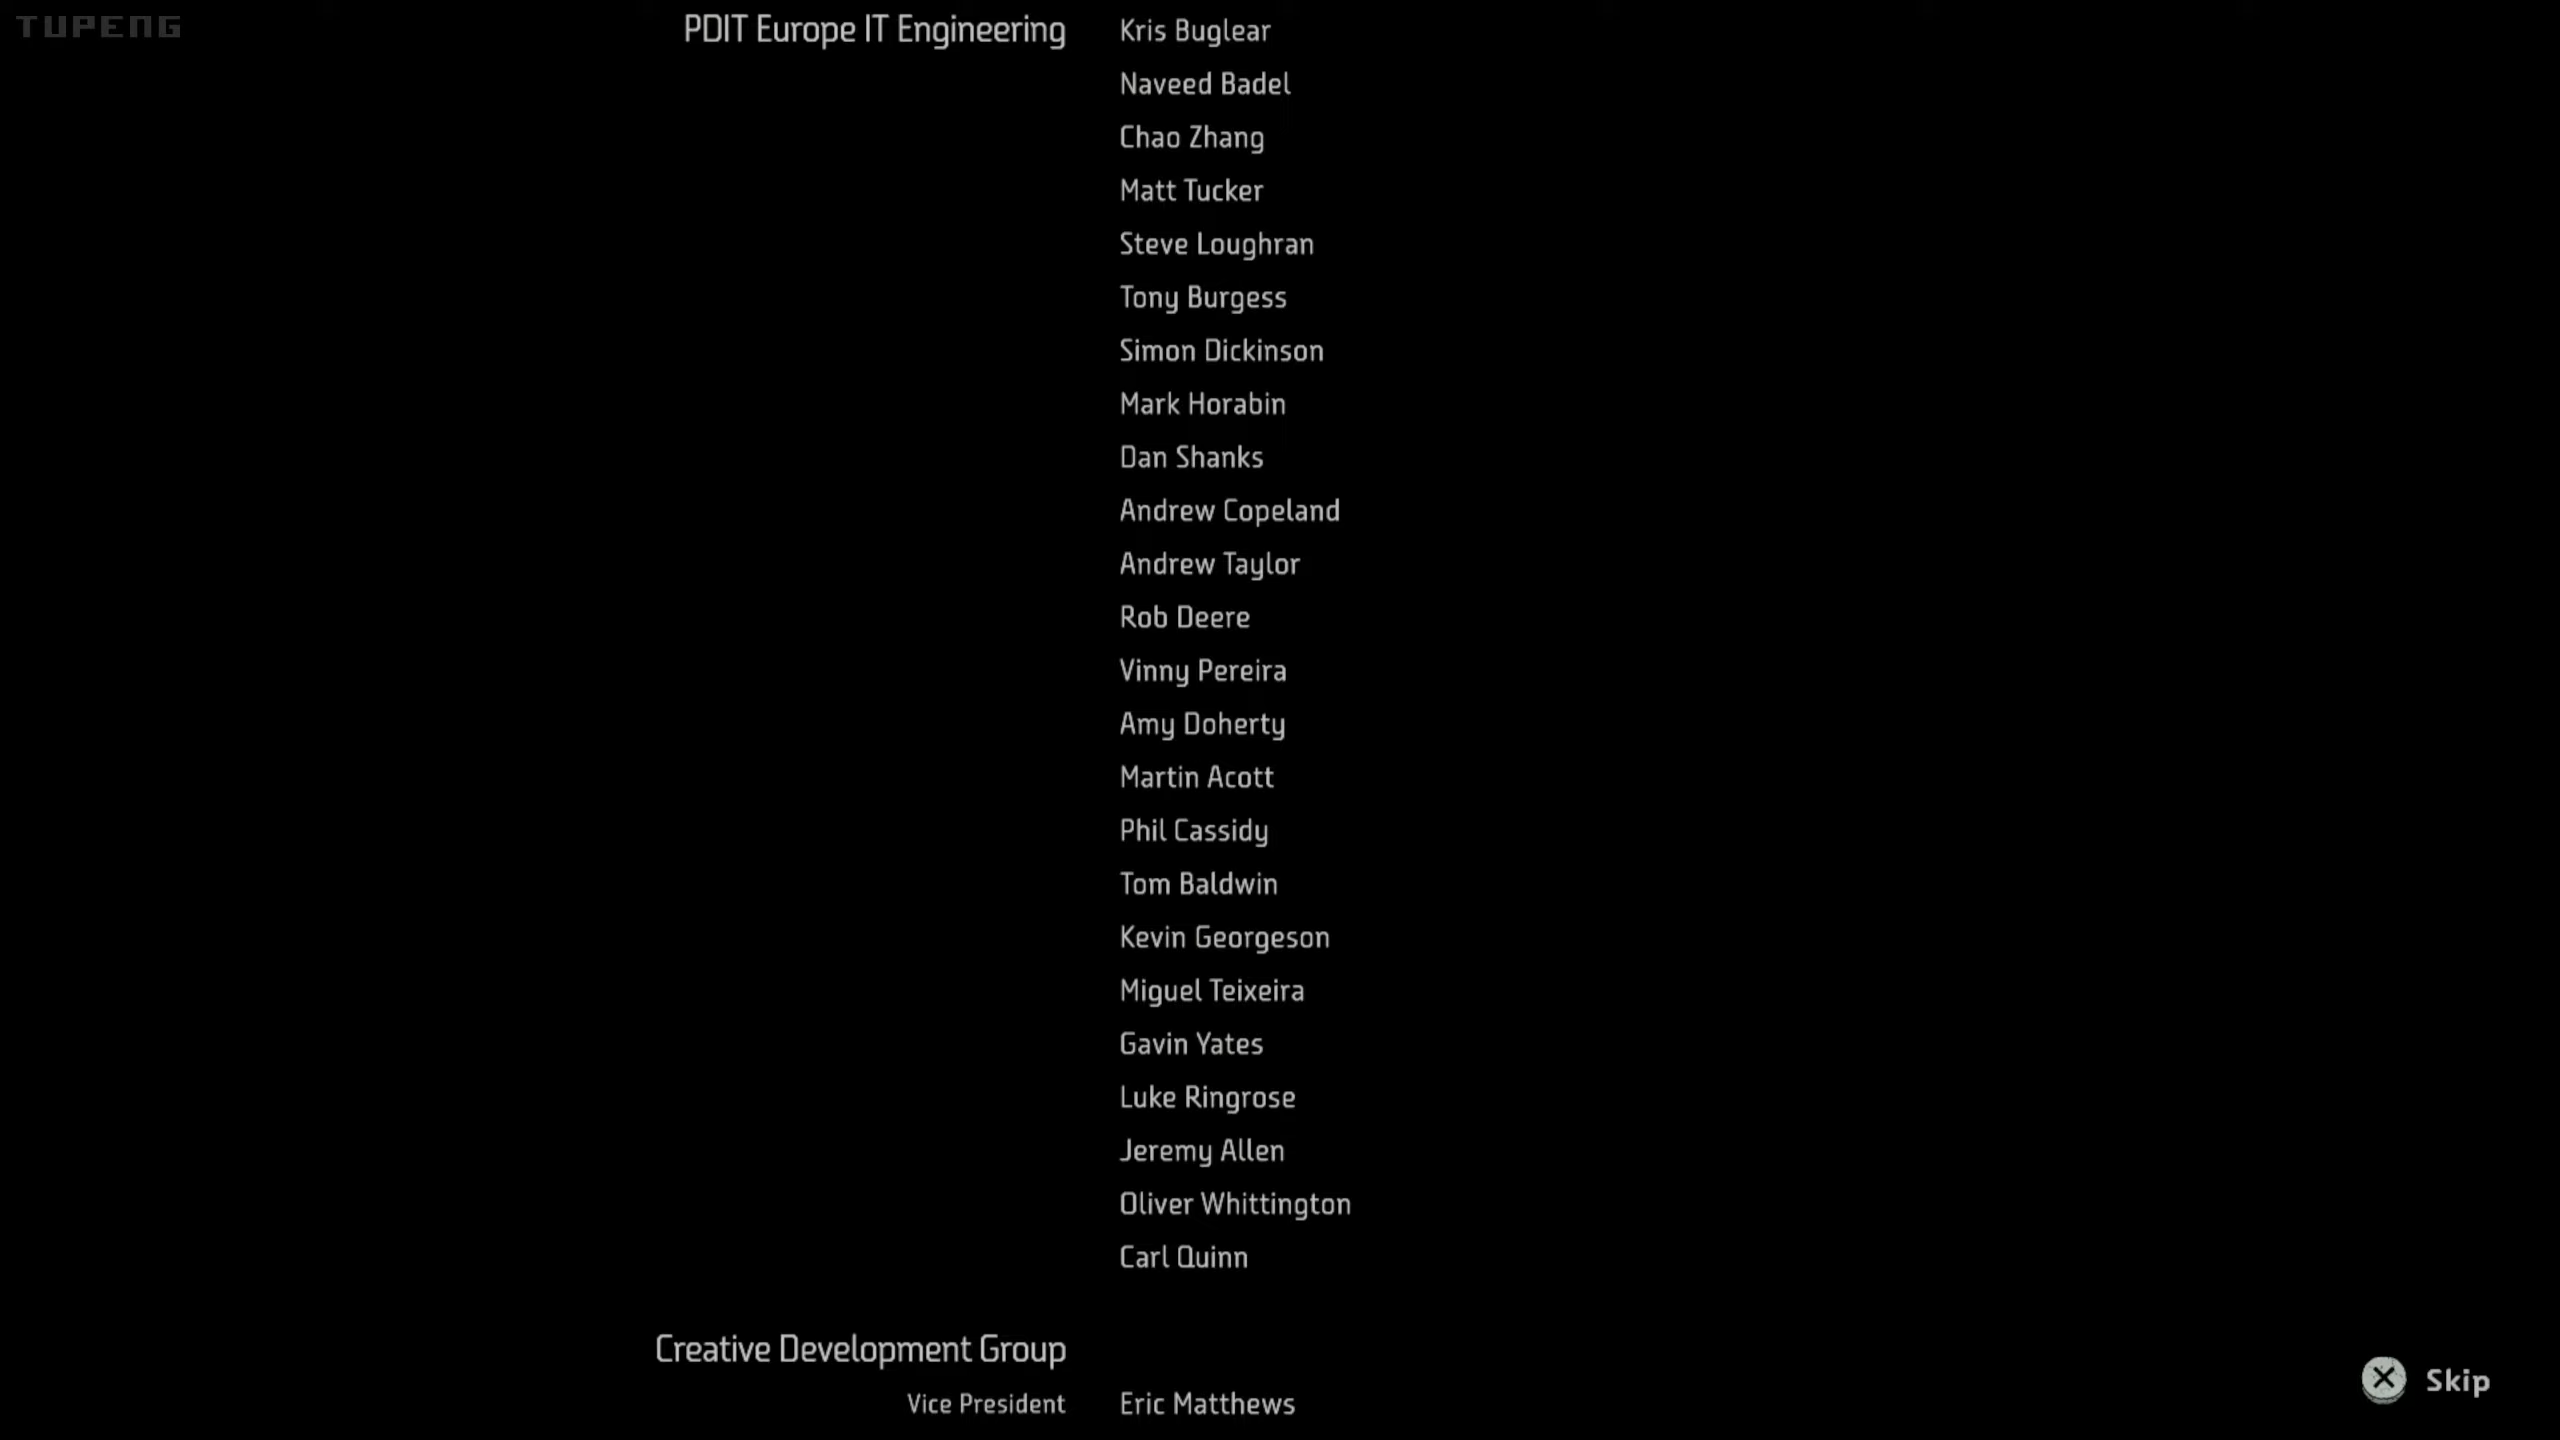 TUPENG
PDIT Europe IT Engineering Kris Buglear
Naveed Badel
Chao Zhang
Matt Tucker
Steve Loughran
Tony Burgess
Simon Dickinson
Mark Horabin
Dan Shanks
Andrew Copeland
Andrew Taylor
Rob Deere
Vinny Pereira
Amy Doherty
Martin Acott
Phil Cassidy
Tom Baldwin
Kevin Georgeson
Miguel Teixeira
Gavin Yates
Luke Ringrose
Jeremy Allen
Oliver Whittington
Carl Quinn
Creative Development Group
Vice President Eric Matthews
Skip